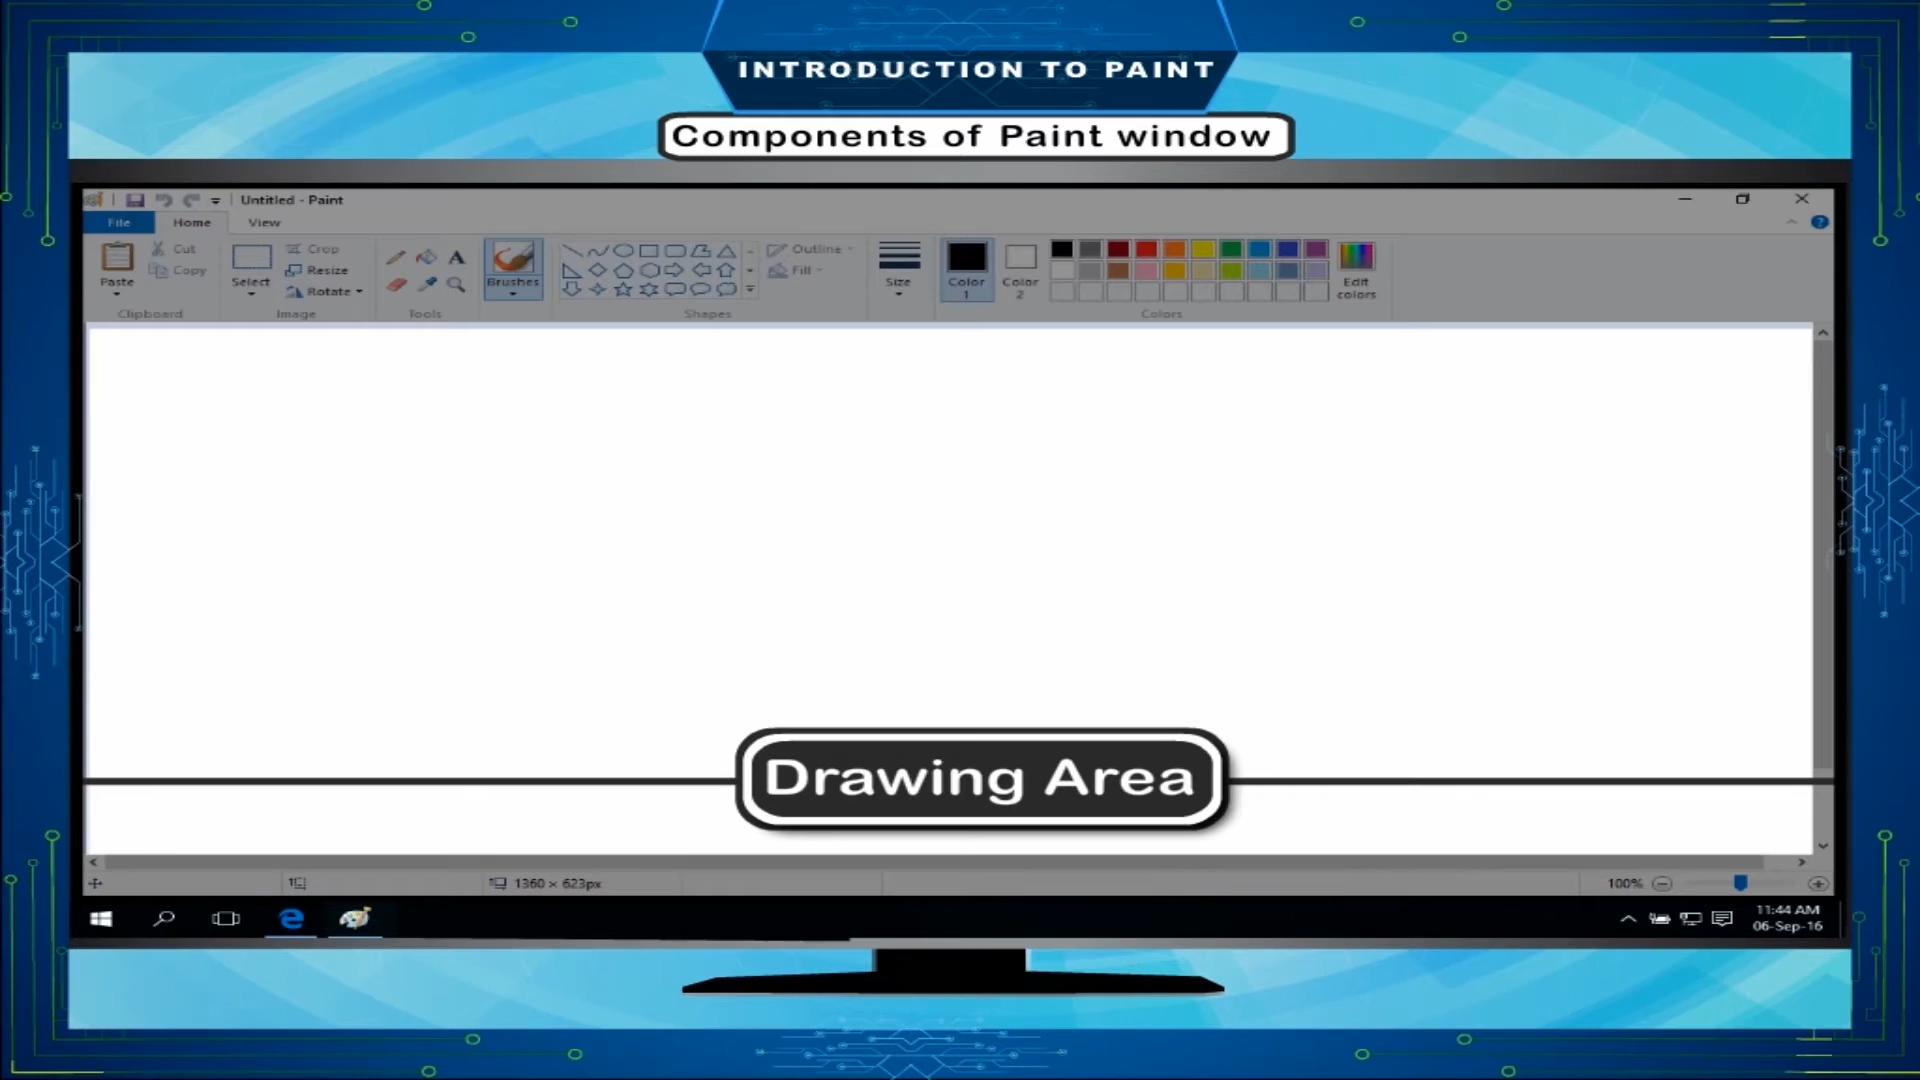 INTRODUCTION TO PAINT
Components of Paint window
Untitled - Paint
File Home View
Paste
Cut
Copy
Clipboard
Select
Crop
Resize
Rotate
Image
A
Tools
Brushes
Shapes
Outline
Fill
Size
Color 1
Color 2
Edit colors
Colors
Drawing Area
1360 × 623px
100%
11:44 AM
06-Sep-16